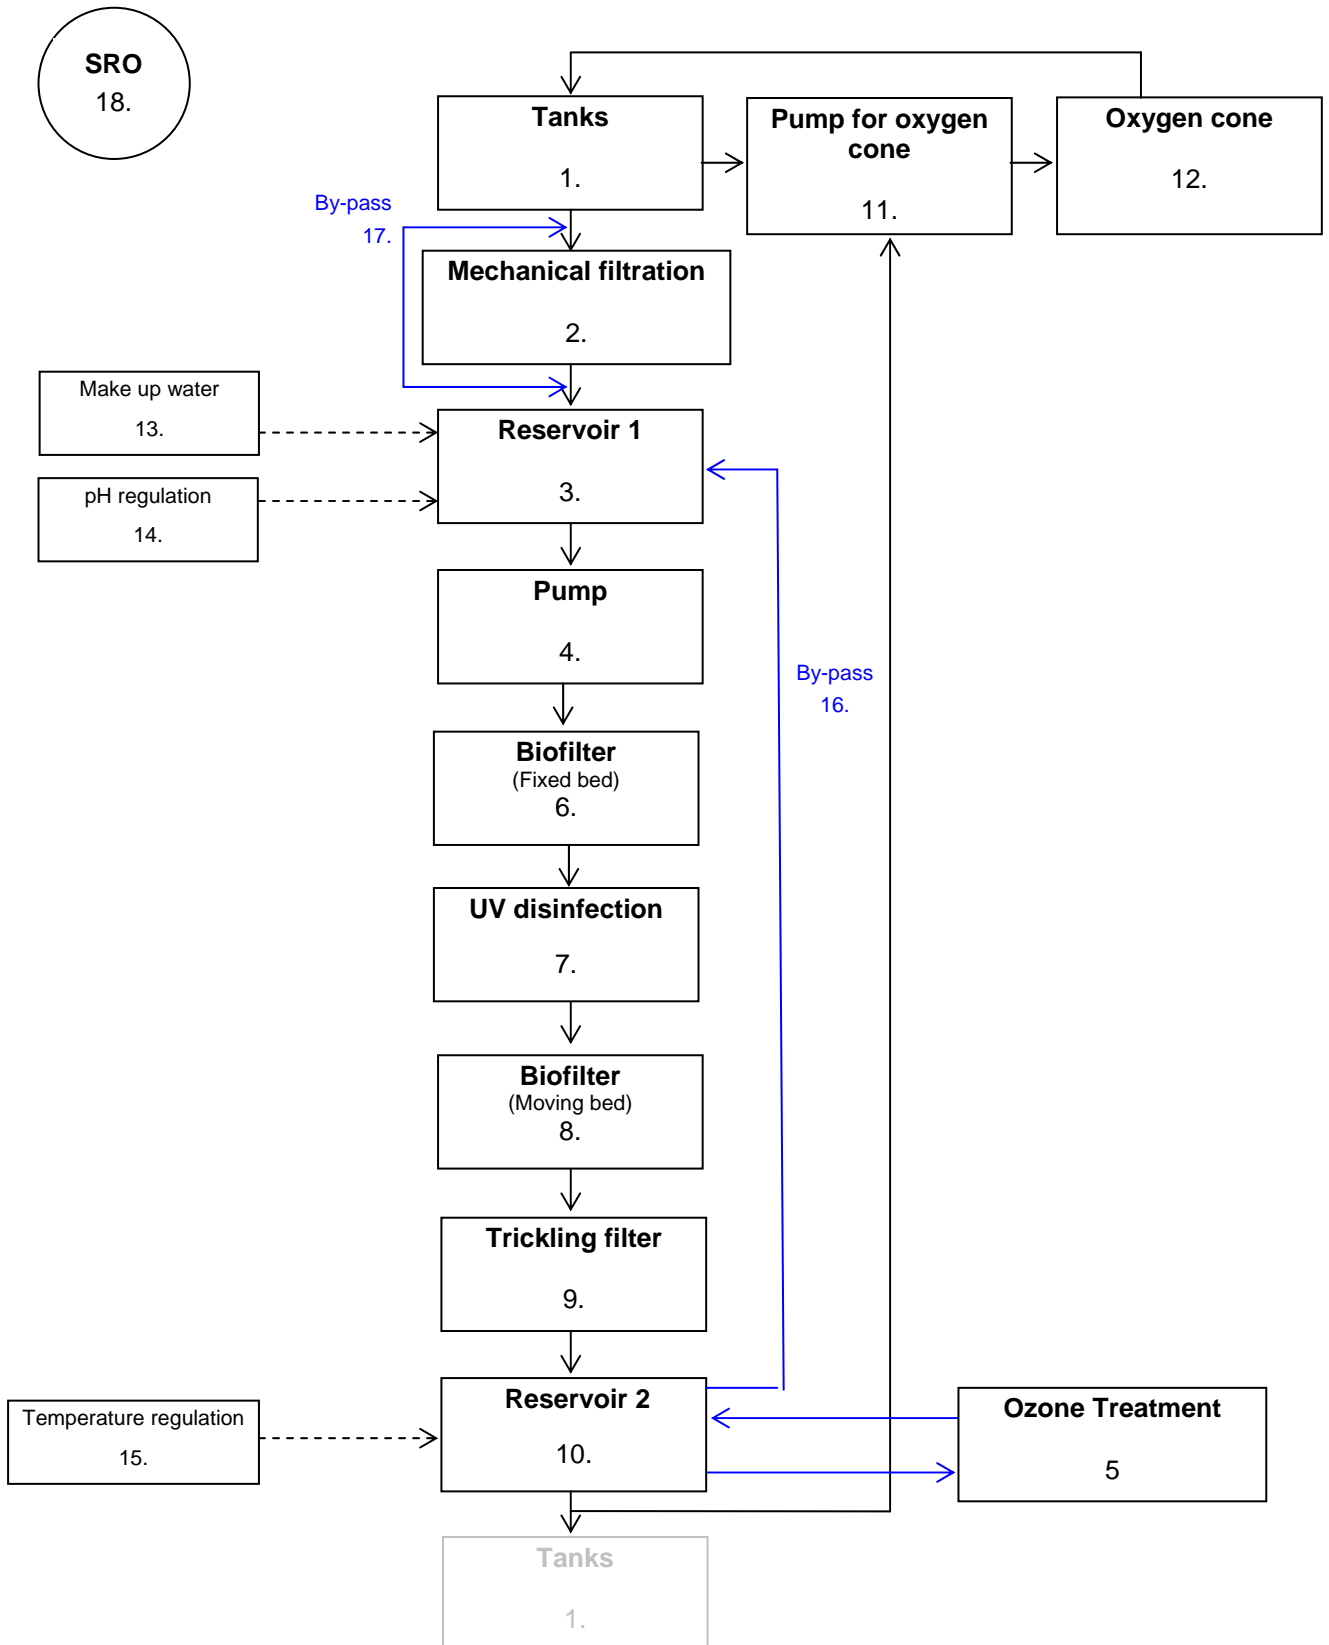 SRO
18.
Tanks
1.
Pump for oxygen
cone
11.
Oxygen cone
12.
By-pass
17.
Mechanical filtration
2.
Make up water
13.
Reservoir 1
3.
pH regulation
14.
Pump
4.
By-pass
16.
Biofilter
(Fixed bed)
6.
UV disinfection
7.
Biofilter
(Moving bed)
8.
Trickling filter
9.
Reservoir 2
10.
Temperature regulation
15.
Ozone Treatment
5
Tanks
1.